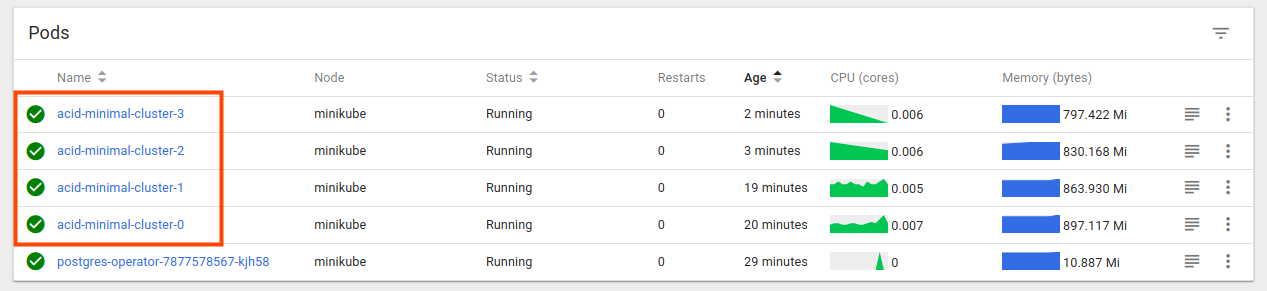 Pods
Name Node Status Restarts Age CPU (cores) Memory (bytes)
acid-minimal-cluster-3 minikube Running 0 2 minutes 0.006 797.422 Mi
acid-minimal-cluster-2 minikube Running 0 3 minutes 0.006 830.168 Mi
acid-minimal-cluster-1 minikube Running 0 19 minutes 0.005 863.930 Mi
acid-minimal-cluster-0 minikube Running 0 20 minutes 0.007 897.117 Mi
postgres-operator-7877578567-kjh58 minikube Running 0 29 minutes 0 10.887 Mi